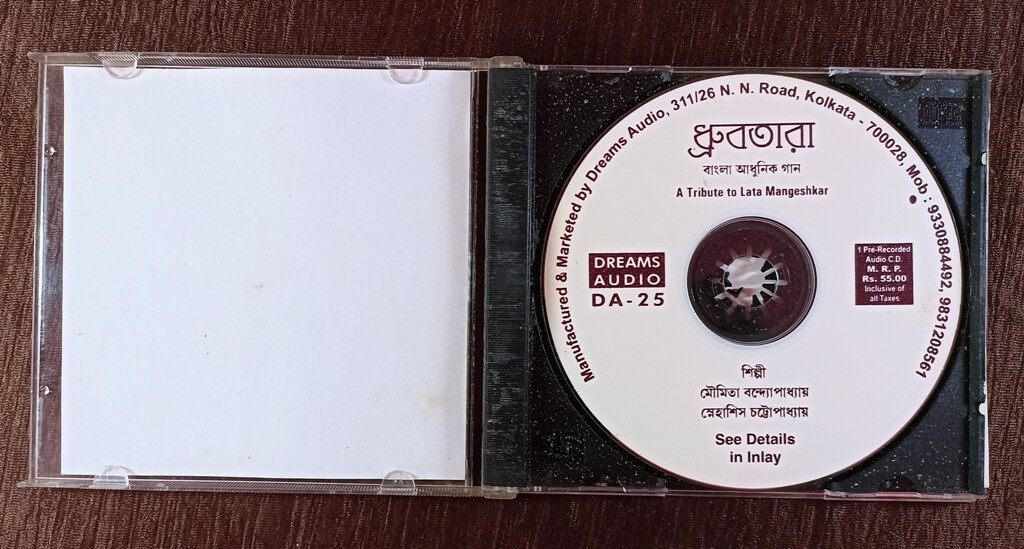 Manufactured & Marketed by Dreams Audio, 311/26 N. N. Road, Kolkata - 700028, Mob : 9330884492, 9831208561
ধ্রুবতারা
বাংলা আধুনিক গান
A Tribute to Lata Mangeshkar
DREAMS
AUDIO
DA-25
1 Pre-Recorded
Audio C.D.
M. R. P.
Rs. 55.00
Inclusive of
all Taxes
শিল্পী
মৌমিতা বন্দ্যোপাধ্যায়
স্নেহাশিস চট্টোপাধ্যায়
See Details
in Inlay